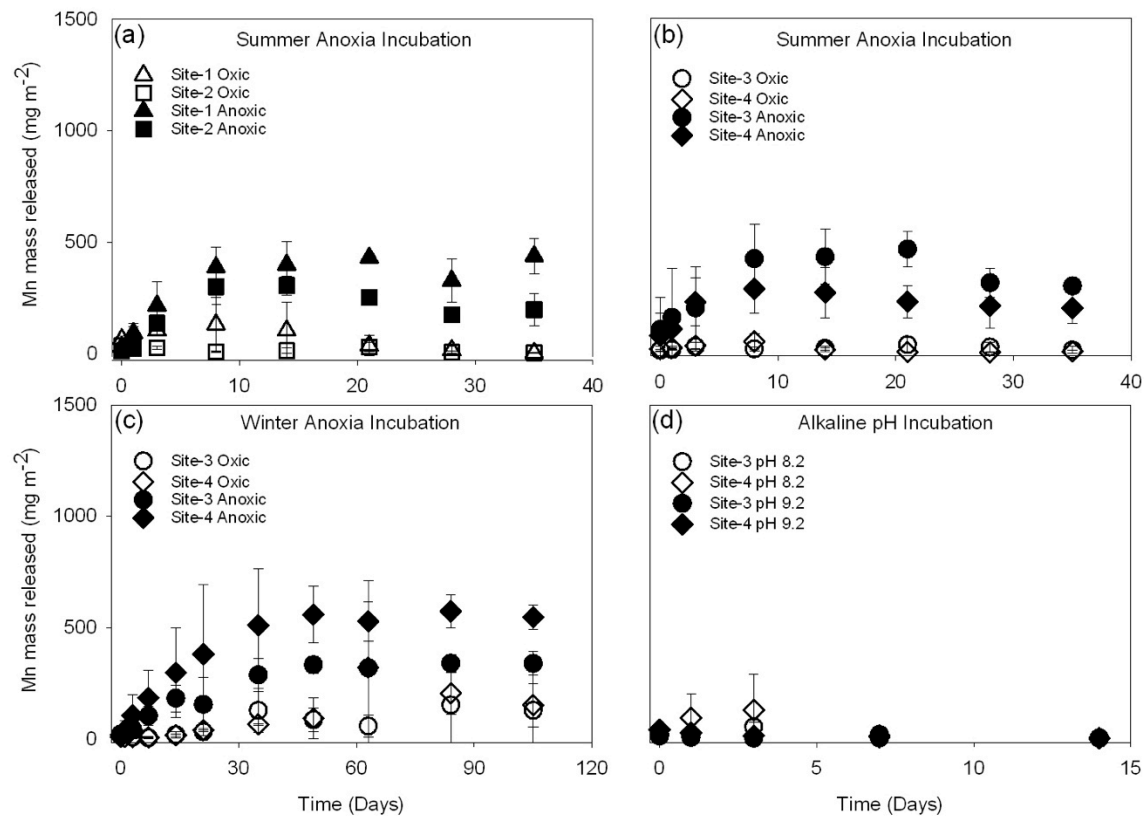 (a)
Summer Anoxia Incubation
Site-1 Oxic
Site-2 Oxic
Site-1 Anoxic
Site-2 Anoxic
1500
1000
500
0
Mn mass released (mg m⁻²)
0 10 20 30 40
(b)
Summer Anoxia Incubation
Site-3 Oxic
Site-4 Oxic
Site-3 Anoxic
Site-4 Anoxic
0 10 20 30 40
(c)
Winter Anoxia Incubation
Site-3 Oxic
Site-4 Oxic
Site-3 Anoxic
Site-4 Anoxic
1500
1000
500
0
Mn mass released (mg m⁻²)
0 30 60 90 120
Time (Days)
(d)
Alkaline pH Incubation
Site-3 pH 8.2
Site-4 pH 8.2
Site-3 pH 9.2
Site-4 pH 9.2
0 5 10 15
Time (Days)